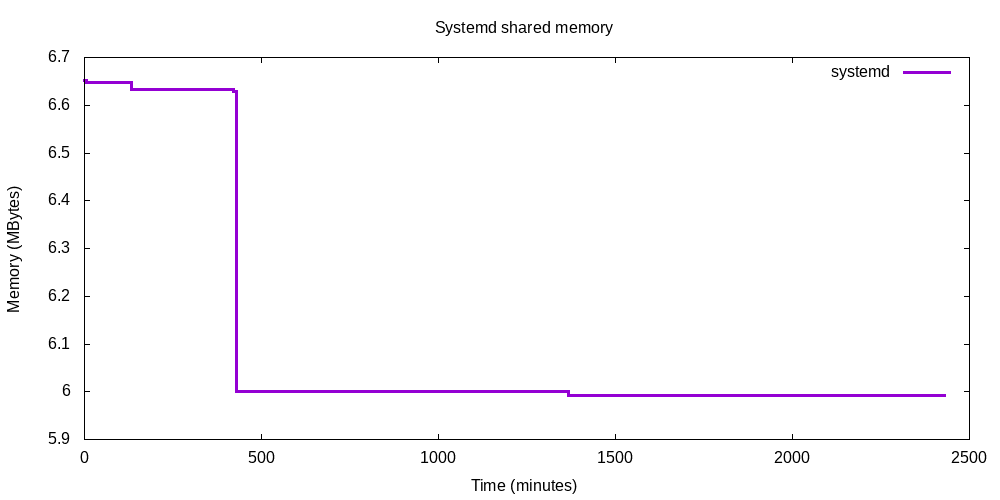 Systemd shared memory
systemd
Memory (MBytes)
6.7
6.6
6.5
6.4
6.3
6.2
6.1
6
5.9
0 500 1000 1500 2000 2500
Time (minutes)